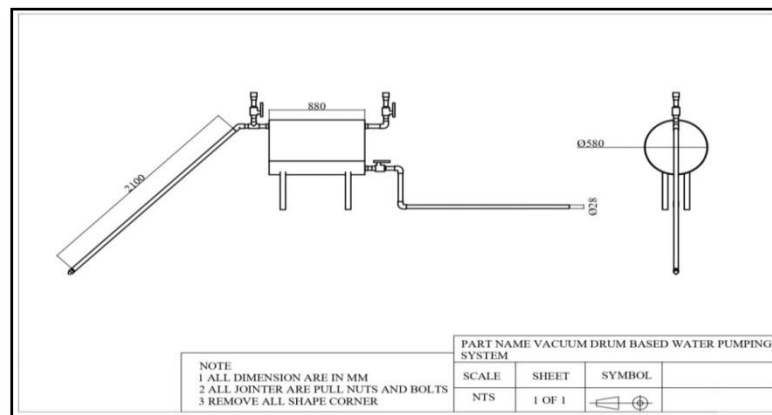 880
2100
Ø580
Ø28
NOTE
1 ALL DIMENSION ARE IN MM
2 ALL JOINTER ARE PULL NUTS AND BOLTS
3 REMOVE ALL SHAPE CORNER
PART NAME VACUUM DRUM BASED WATER PUMPING
SYSTEM
SCALE SHEET SYMBOL
NTS 1 OF 1